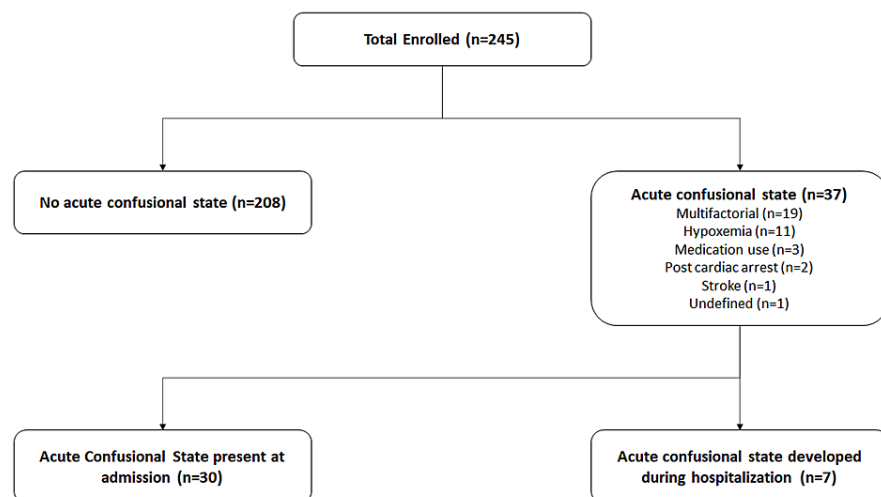 Total Enrolled (n=245)
No acute confusional state (n=208)
Acute confusional state (n=37)
Multifactorial (n=19)
Hypoxemia (n=11)
Medication use (n=3)
Post cardiac arrest (n=2)
Stroke (n=1)
Undefined (n=1)
Acute Confusional State present at
admission (n=30)
Acute confusional state developed
during hospitalization (n=7)